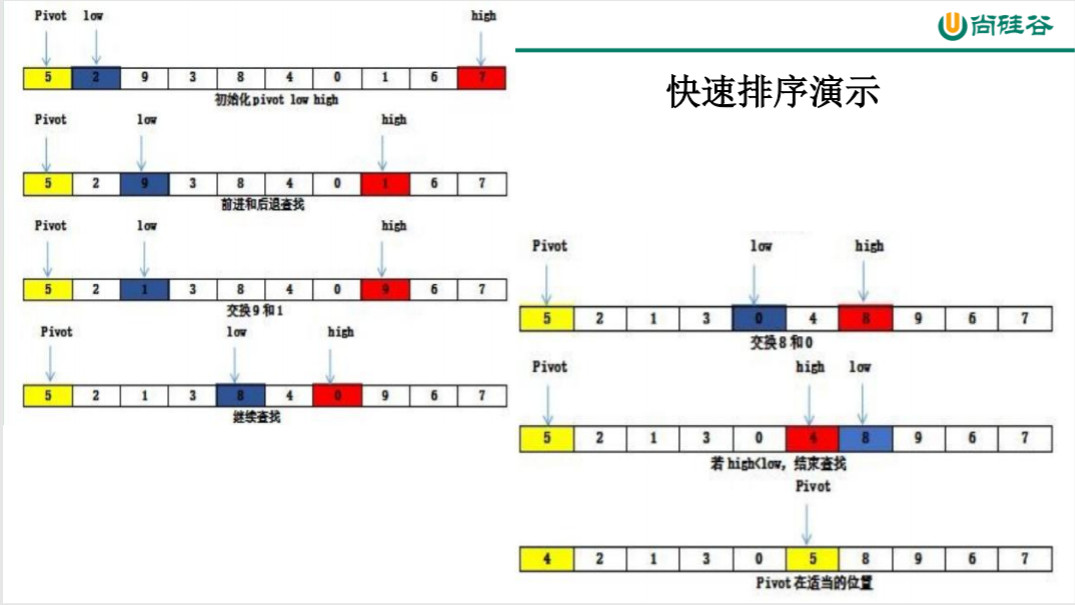 尚硅谷
快速排序演示
Pivot low high
5 2 9 3 8 4 0 1 6 7
初始化pivot low high
Pivot low high
5 2 9 3 8 4 0 1 6 7
前进和后退查找
Pivot low high
5 2 1 3 8 4 0 9 6 7
交换9和1
Pivot low high
5 2 1 3 8 4 0 9 6 7
继续查找
Pivot low high
5 2 1 3 0 4 8 9 6 7
交换8和0
Pivot high low
5 2 1 3 0 4 8 9 6 7
若high<low，结束查找
Pivot
4 2 1 3 0 5 8 9 6 7
Pivot在适当的位置